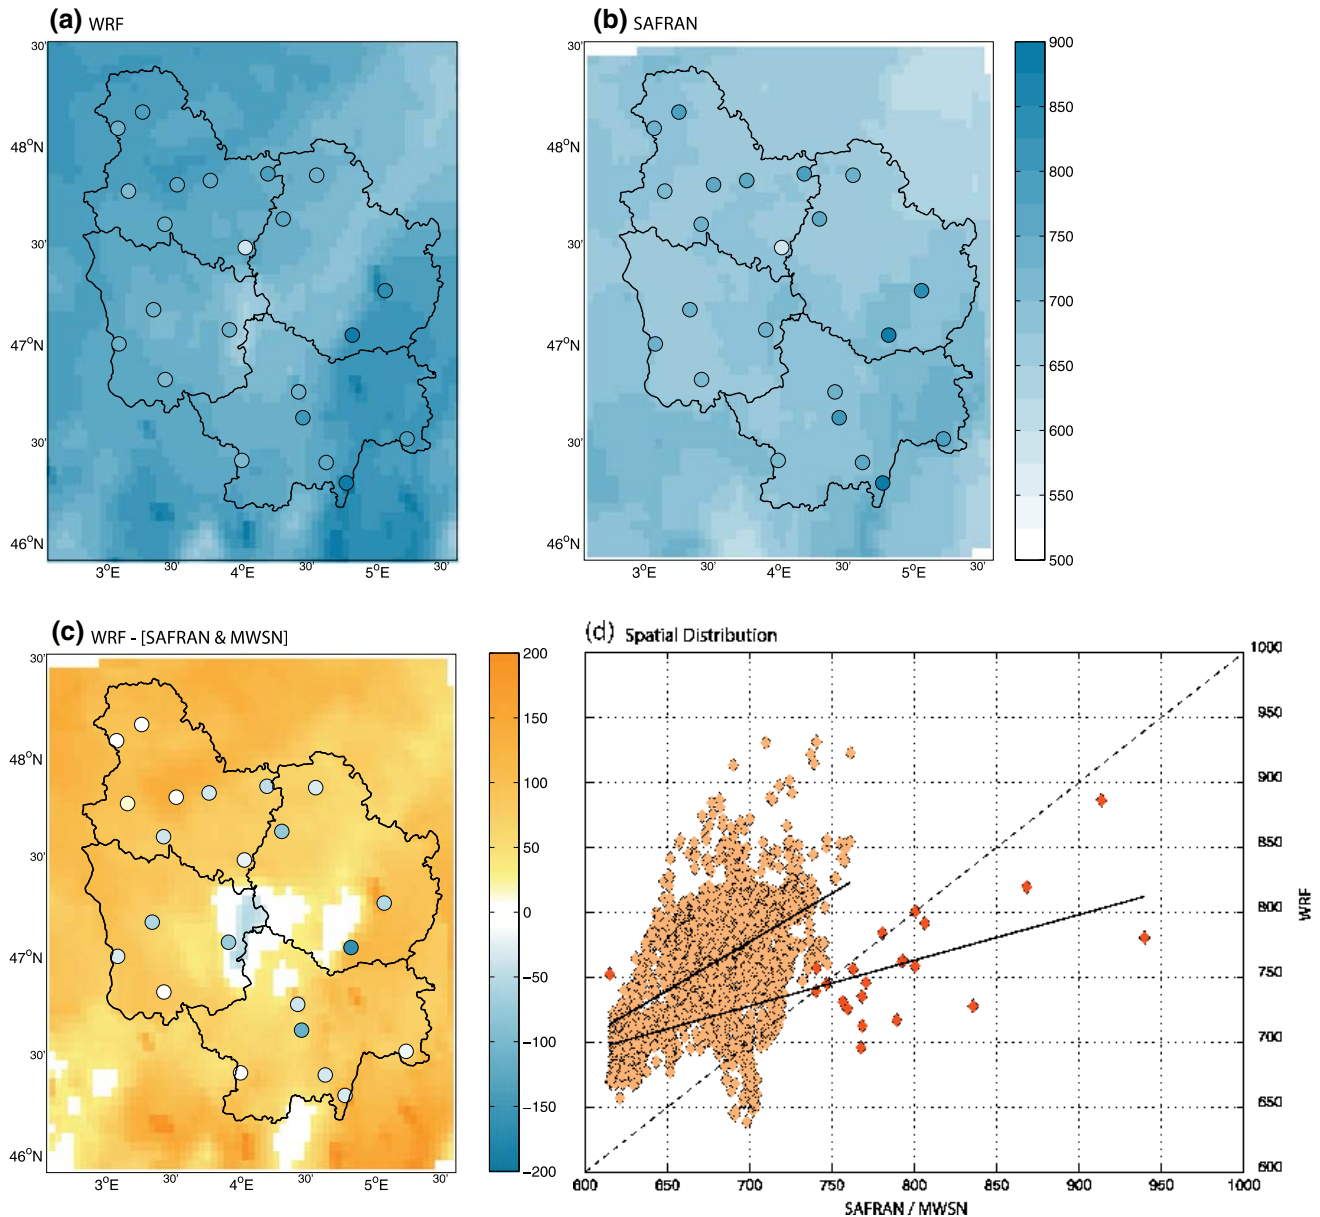 (a) WRF
(b) SAFRAN
30'
48°N
30'
47°N
30'
46°N
3°E
30'
4°E
30'
5°E
30'
30'
48°N
30'
47°N
30'
46°N
3°E
30'
4°E
30'
5°E
30'
900
850
800
750
700
650
600
550
500
(c) WRF - [SAFRAN & MWSN]
30'
48°N
30'
47°N
30'
46°N
3°E
30'
4°E
30'
5°E
30'
200
150
100
50
0
−50
−100
−150
−200
(d) Spatial Distribution
1000
950
900
850
800
750
700
650
600
WRF
600
650
700
750
800
850
900
950
1000
SAFRAN / MWSN